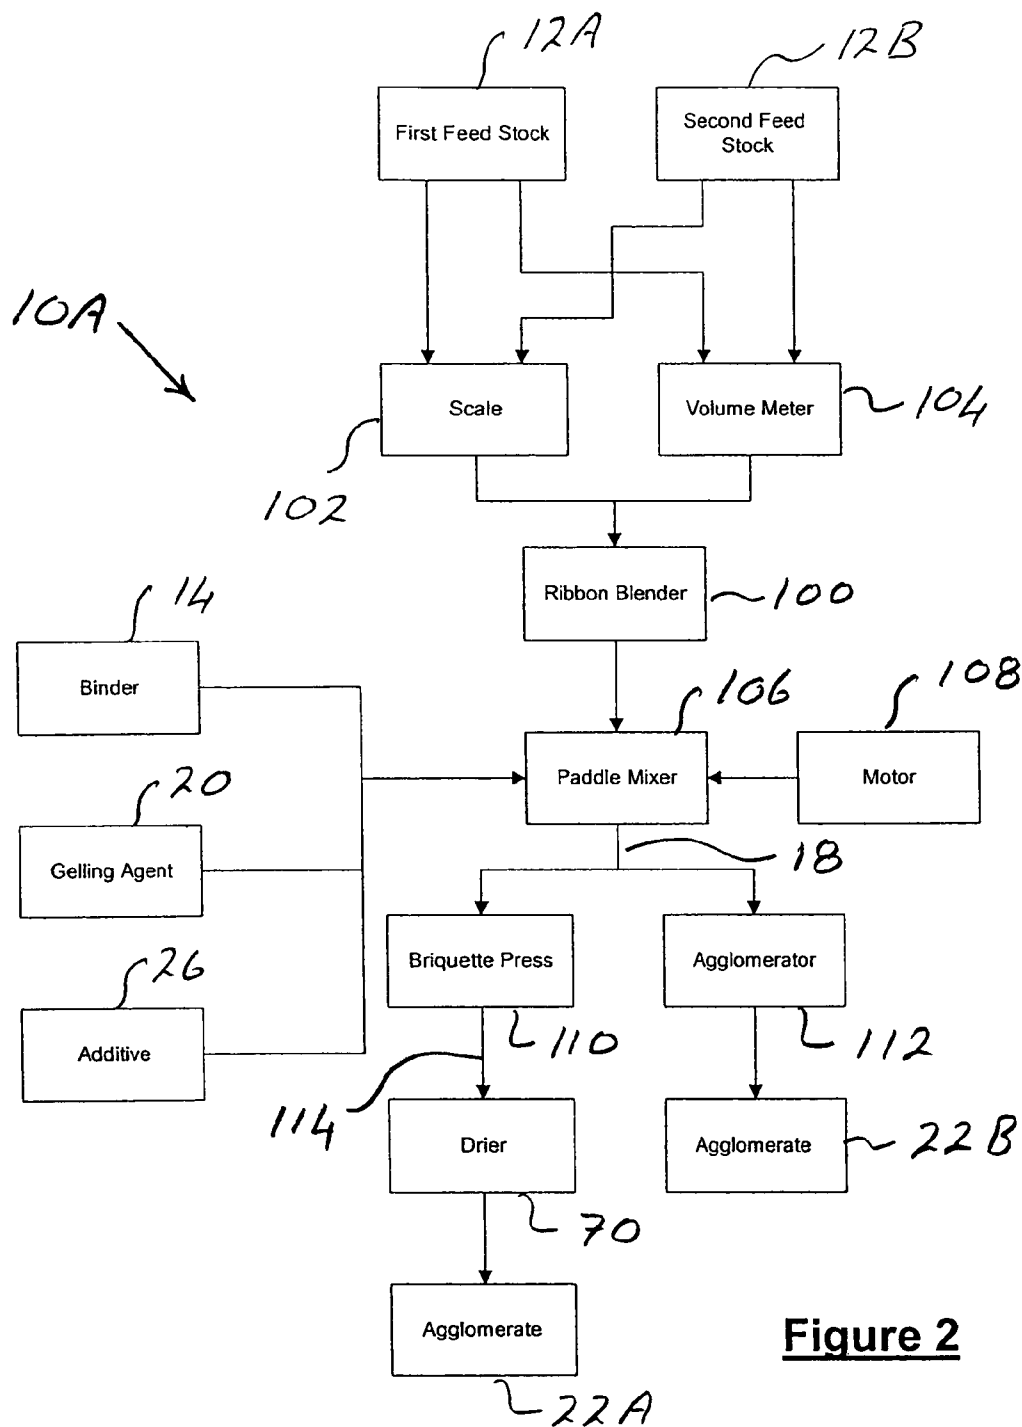 12A
12B
First Feed Stock
Second Feed
Stock
10A
Scale
Volume Meter
104
102
Ribbon Blender
100
14
Binder
106
108
Paddle Mixer
Motor
20
Gelling Agent
18
26
Briquette Press
Agglomerator
Additive
110
112
114
Drier
Agglomerate
22B
70
Agglomerate
22A
Figure 2